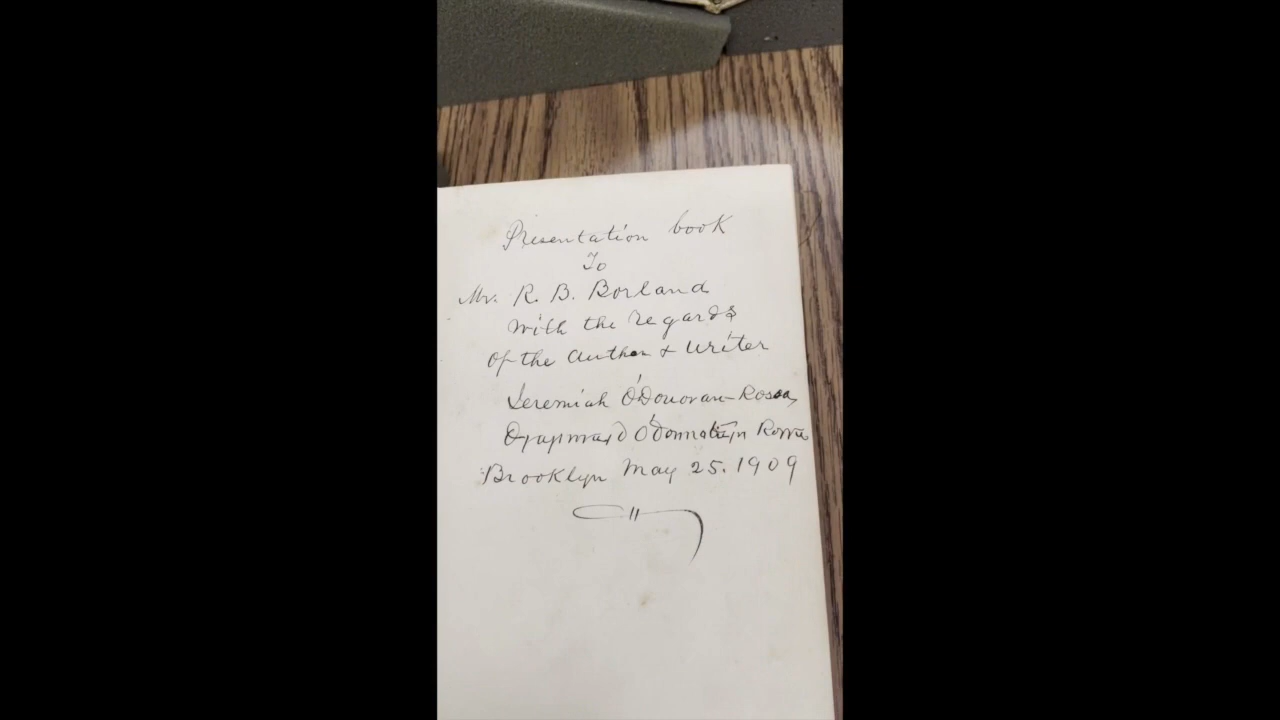 Presentation book
To
Mr. R. B. Borland
with the regards
of the Author & writer
Jeremiah O'Donovan-Rossa,
Brooklyn May 25. 1909